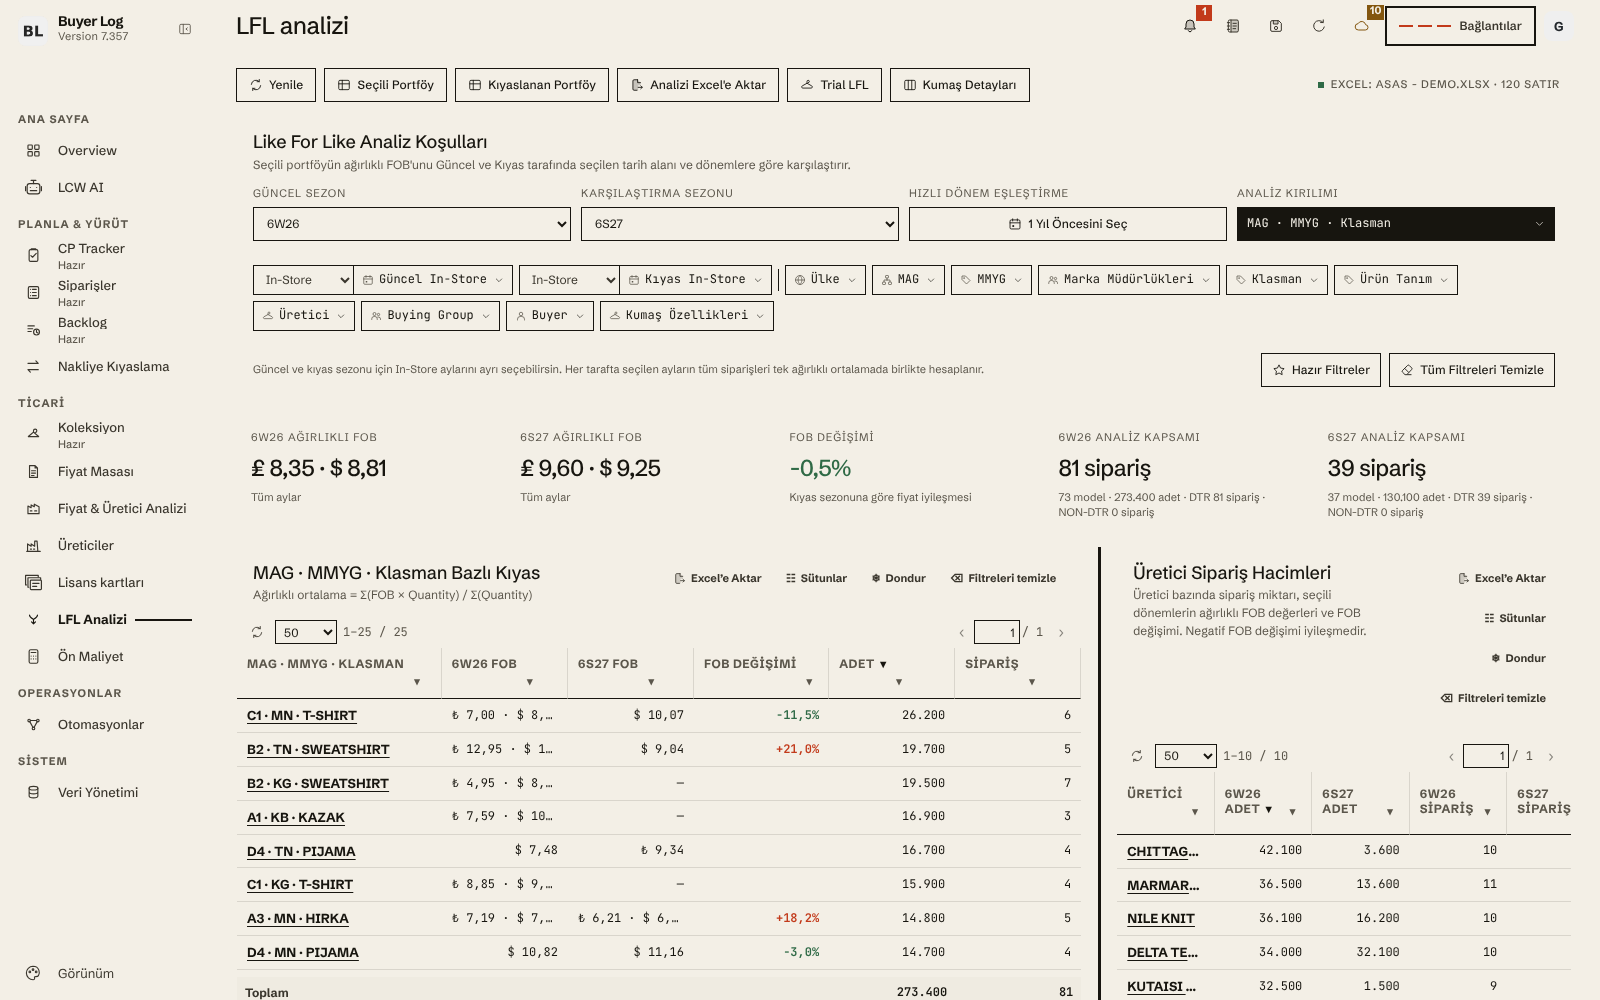 BL
Buyer Log
Version 7.357
ANA SAYFA
Overview
LCW AI
PLANLA & YÜRÜT
CP Tracker
Hazır
Siparişler
Hazır
Backlog
Hazır
Nakliye Kıyaslama
TİCARİ
Koleksiyon
Hazır
Fiyat Masası
Fiyat & Üretici Analizi
Üreticiler
Lisans kartları
LFL Analizi
Ön Maliyet
OPERASYONLAR
Otomasyonlar
SİSTEM
Veri Yönetimi
Görünüm
LFL analizi
1
10
Bağlantılar
G
Yenile
Seçili Portföy
Kıyaslanan Portföy
Analizi Excel'e Aktar
Trial LFL
Kumaş Detayları
EXCEL: ASAS - DEMO.XLSX · 120 SATIR
Like For Like Analiz Koşulları
Seçili portföyün ağırlıklı FOB'unu Güncel ve Kıyas tarafında seçilen tarih alanı ve dönemlere göre karşılaştırır.
GÜNCEL SEZON
KARŞILAŞTIRMA SEZONU
HIZLI DÖNEM EŞLEŞTİRME
ANALİZ KIRILIMI
6W26
6S27
1 Yıl Öncesini Seç
MAG · MMYG · Klasman
In-Store
Güncel In-Store
In-Store
Kıyas In-Store
Ülke
MAG
MMYG
Marka Müdürlükleri
Klasman
Ürün Tanım
Üretici
Buying Group
Buyer
Kumaş Özellikleri
Güncel ve kıyas sezonu için In-Store aylarını ayrı seçebilirsin. Her tarafta seçilen ayların tüm siparişleri tek ağırlıklı ortalamada birlikte hesaplanır.
Hazır Filtreler
Tüm Filtreleri Temizle
6W26 AĞIRLIKLI FOB
₺ 8,35 · $ 8,81
Tüm aylar
6S27 AĞIRLIKLI FOB
₺ 9,60 · $ 9,25
Tüm aylar
FOB DEĞİŞİMİ
-0,5%
Kıyas sezonuna göre fiyat iyileşmesi
6W26 ANALİZ KAPSAMI
81 sipariş
73 model · 273.400 adet · DTR 81 sipariş ·
NON-DTR 0 sipariş
6S27 ANALİZ KAPSAMI
39 sipariş
37 model · 130.100 adet · DTR 39 sipariş ·
NON-DTR 0 sipariş
MAG · MMYG · Klasman Bazlı Kıyas
Ağırlıklı ortalama = Σ(FOB × Quantity) / Σ(Quantity)
Excel'e Aktar
Sütunlar
Dondur
Filtreleri temizle
50
1–25 / 25
‹ 1 / 1 ›
MAG · MMYG · KLASMAN ▼
6W26 FOB ▼
6S27 FOB ▼
FOB DEĞİŞİMİ ▼
ADET ▼ ▼
SİPARİŞ ▼
C1 · MN · T-SHIRT ₺ 7,00 · $ 8,… $ 10,07 -11,5% 26.200 6
B2 · TN · SWEATSHIRT ₺ 12,95 · $ 1… $ 9,04 +21,0% 19.700 5
B2 · KG · SWEATSHIRT ₺ 4,95 · $ 8,… — 19.500 7
A1 · KB · KAZAK ₺ 7,59 · $ 10… — 16.900 3
D4 · TN · PIJAMA $ 7,48 ₺ 9,34 16.700 4
C1 · KG · T-SHIRT ₺ 8,85 · $ 9,… — 15.900 4
A3 · MN · HIRKA ₺ 7,19 · $ 7,… ₺ 6,21 · $ 6,… +18,2% 14.800 5
D4 · MN · PIJAMA $ 10,82 $ 11,16 -3,0% 14.700 4
Toplam 273.400 81
Üretici Sipariş Hacimleri
Üretici bazında sipariş miktarı, seçili
dönemlerin ağırlıklı FOB değerleri ve FOB
değişimi. Negatif FOB değişimi iyileşmedir.
Excel'e Aktar
Sütunlar
Dondur
Filtreleri temizle
50
1–10 / 10
‹ 1 / 1 ›
ÜRETİCİ ▼
6W26 ADET ▼ ▼
6S27 ADET ▼
6W26 SİPARİŞ ▼
6S27 SİPARİŞ
CHITTAG… 42.100 3.600 10
MARMAR… 36.500 13.600 11
NILE KNIT 36.100 16.200 10
DELTA TE… 34.000 32.100 10
KUTAISI … 32.500 1.500 9